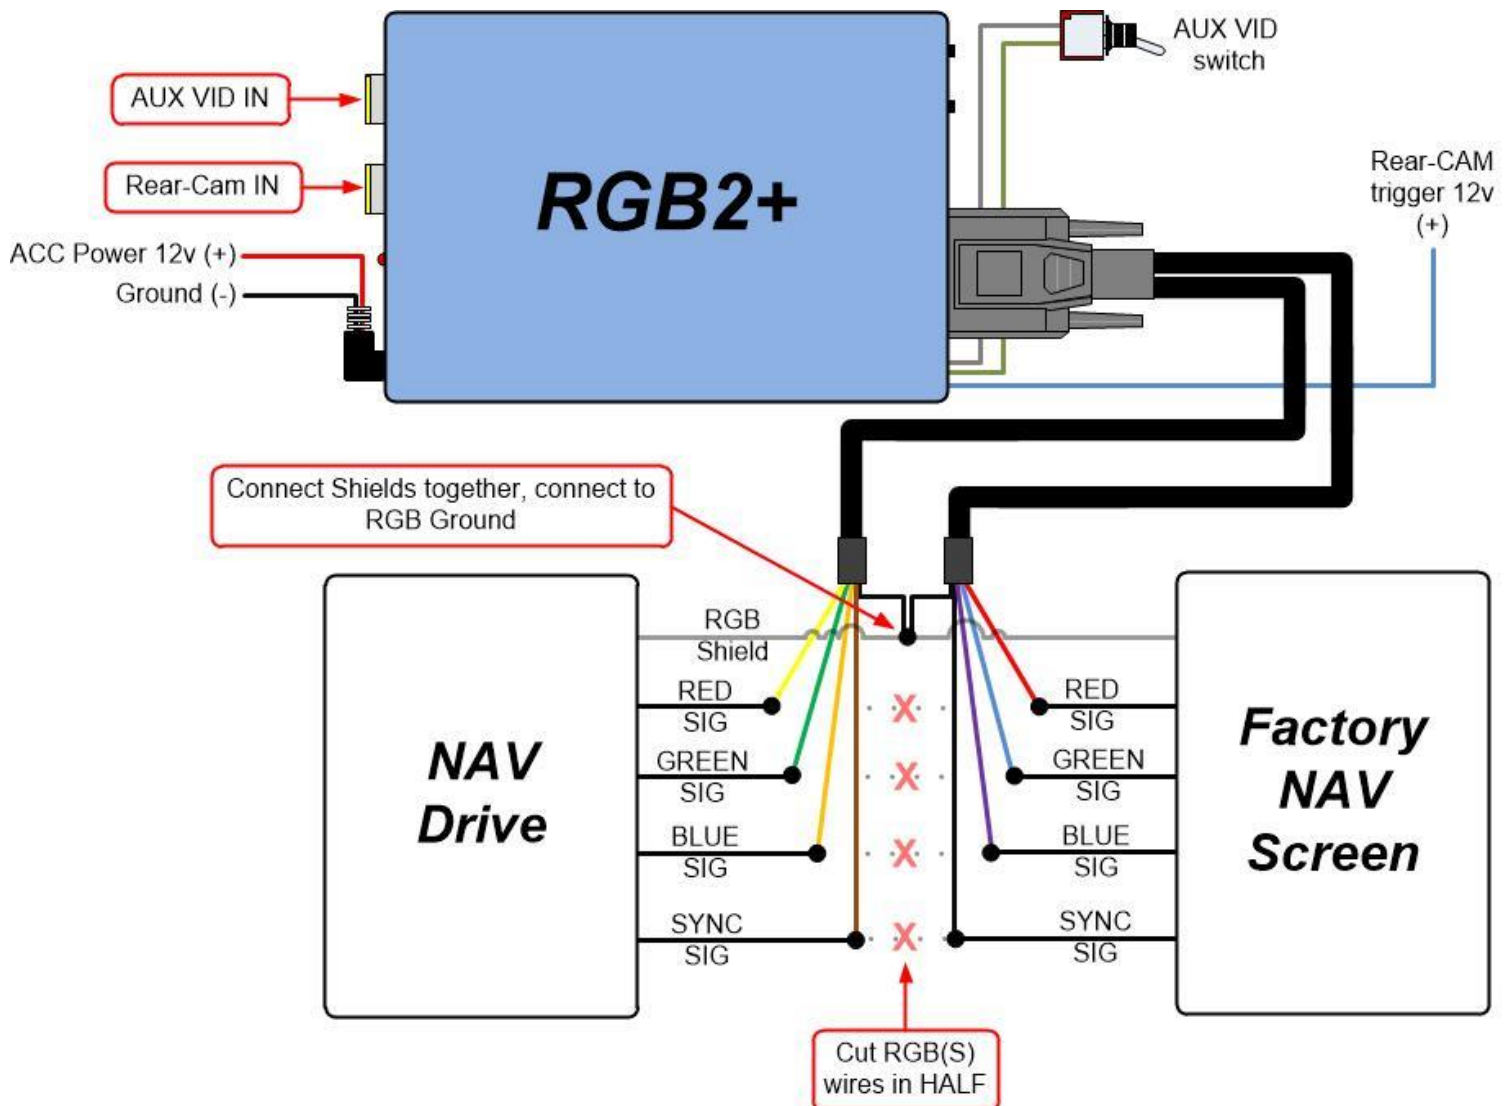 AUX VID
switch
AUX VID IN
Rear-Cam IN
RGB2+
Rear-CAM
trigger 12v
(+)
ACC Power 12v (+)
Ground (-)
Connect Shields together, connect to
RGB Ground
NAV
Drive
RGB
Shield
RED
SIG
GREEN
SIG
BLUE
SIG
SYNC
SIG
X
X
X
X
RED
SIG
GREEN
SIG
BLUE
SIG
SYNC
SIG
Factory
NAV
Screen
Cut RGB(S)
wires in HALF